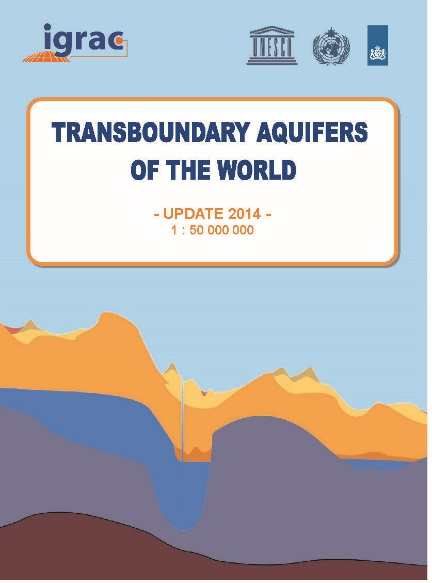 igrac
UNESCO
TRANSBOUNDARY AQUIFERS
OF THE WORLD
- UPDATE 2014 -
1 : 50 000 000